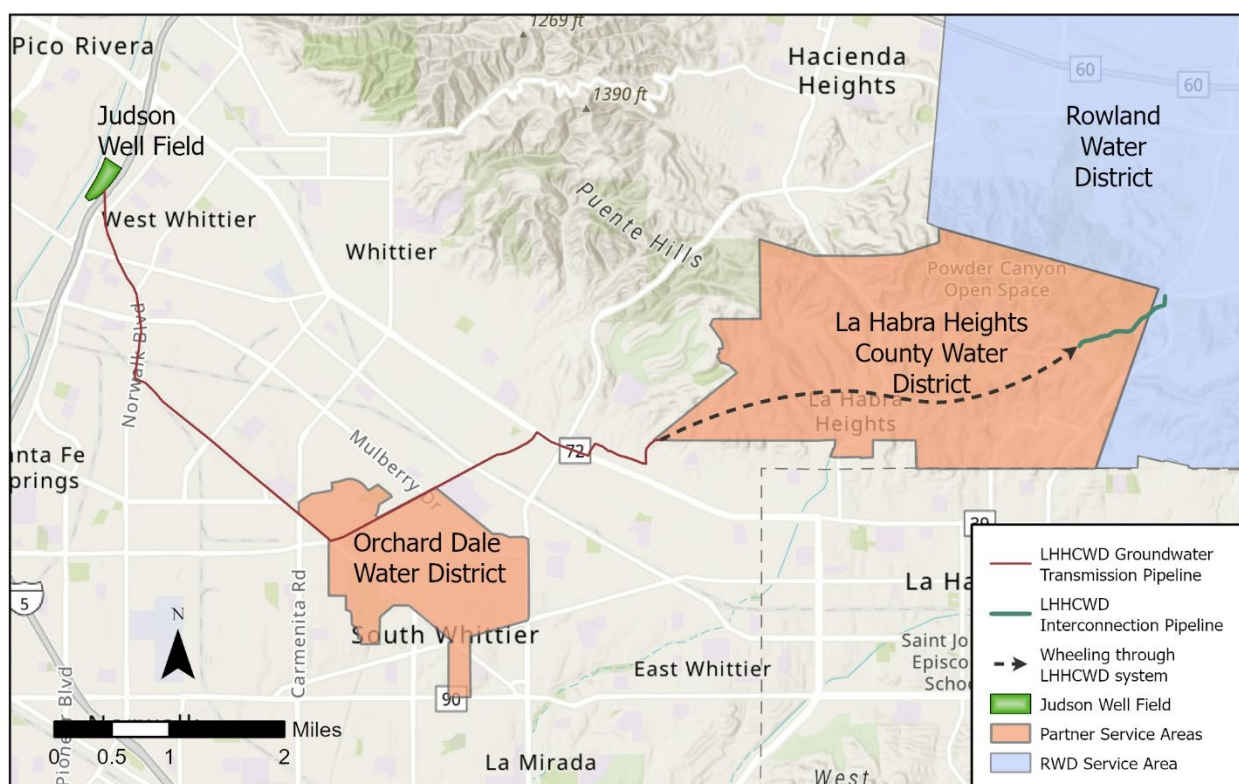 Pico Rivera
1269 ft
Hacienda
Heights
60
60
1390 ft
Judson
Well Field
Rowland
Water
District
West Whittier
Whittier
Puente Hills
Powder Canyon
Open Space
La Habra Heights
County Water
District
La Habra
Heights
Norwalk Blvd
72
Mulberry Dr
anta Fe
prings
Orchard Dale
Water District
39
5
N
Carmenita Rd
South Whittier
East Whittier
La Ha
Saint Jo
Episco
Schoo
90
Pioneer Blvd
Norwalk
Miles
0 0.5 1 2
La Mirada
West
LHHCWD Groundwater
Transmission Pipeline
LHHCWD
Interconnection Pipeline
Wheeling through
LHHCWD system
Judson Well Field
Partner Service Areas
RWD Service Area